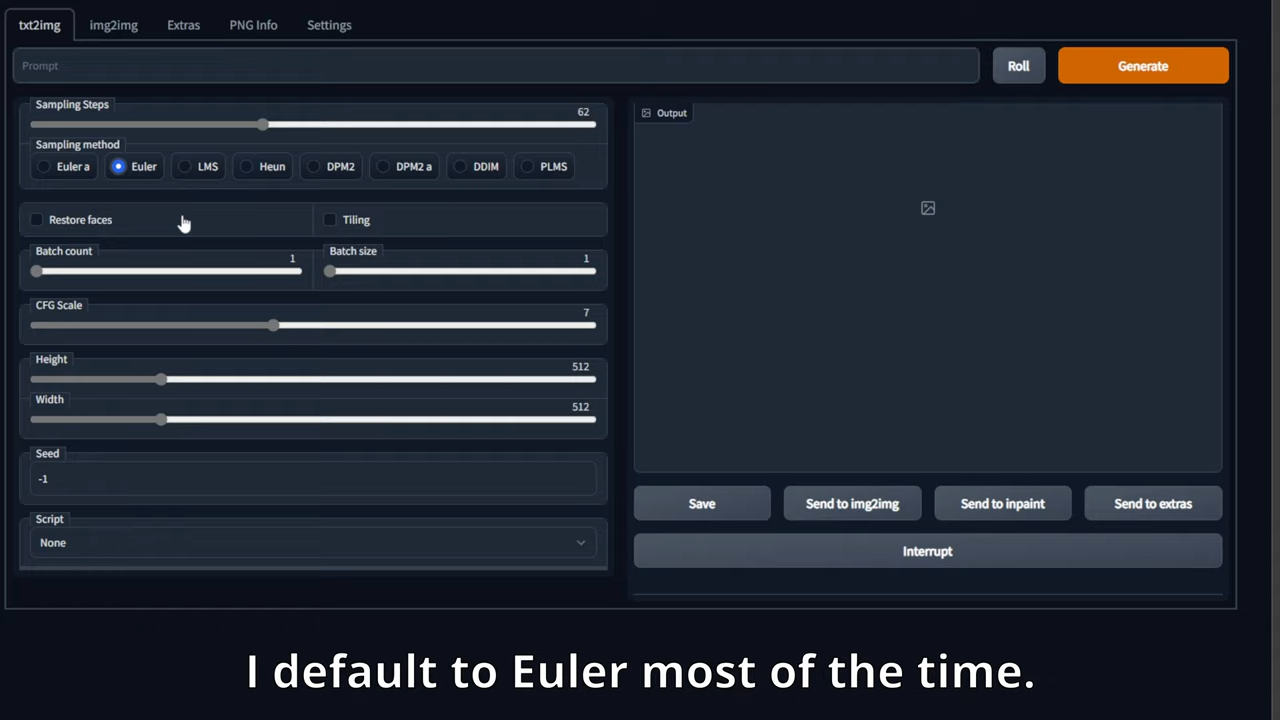 txt2img img2img Extras PNG Info Settings
Prompt
Roll
Generate
Sampling Steps
62
Sampling method
Euler a Euler LMS Heun DPM2 DPM2 a DDIM PLMS
Restore faces
Tiling
Batch count
1
Batch size
1
CFG Scale
7
Height
512
Width
512
Seed
-1
Script
None
Output
Save Send to img2img Send to inpaint Send to extras
Interrupt
I default to Euler most of the time.